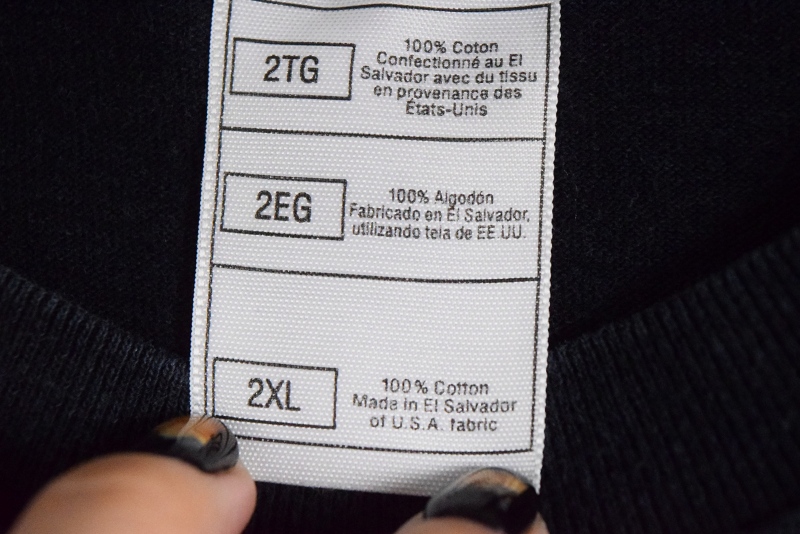 2TG
100% Coton
Confectionné au El
Salvador avec du tissu
en provenance des
États-Unis
2EG
100% Algodón
Fabricado en El Salvador,
utilizando tela de EE.UU.
2XL
100% Cotton
Made in El Salvador
of U.S.A. fabric